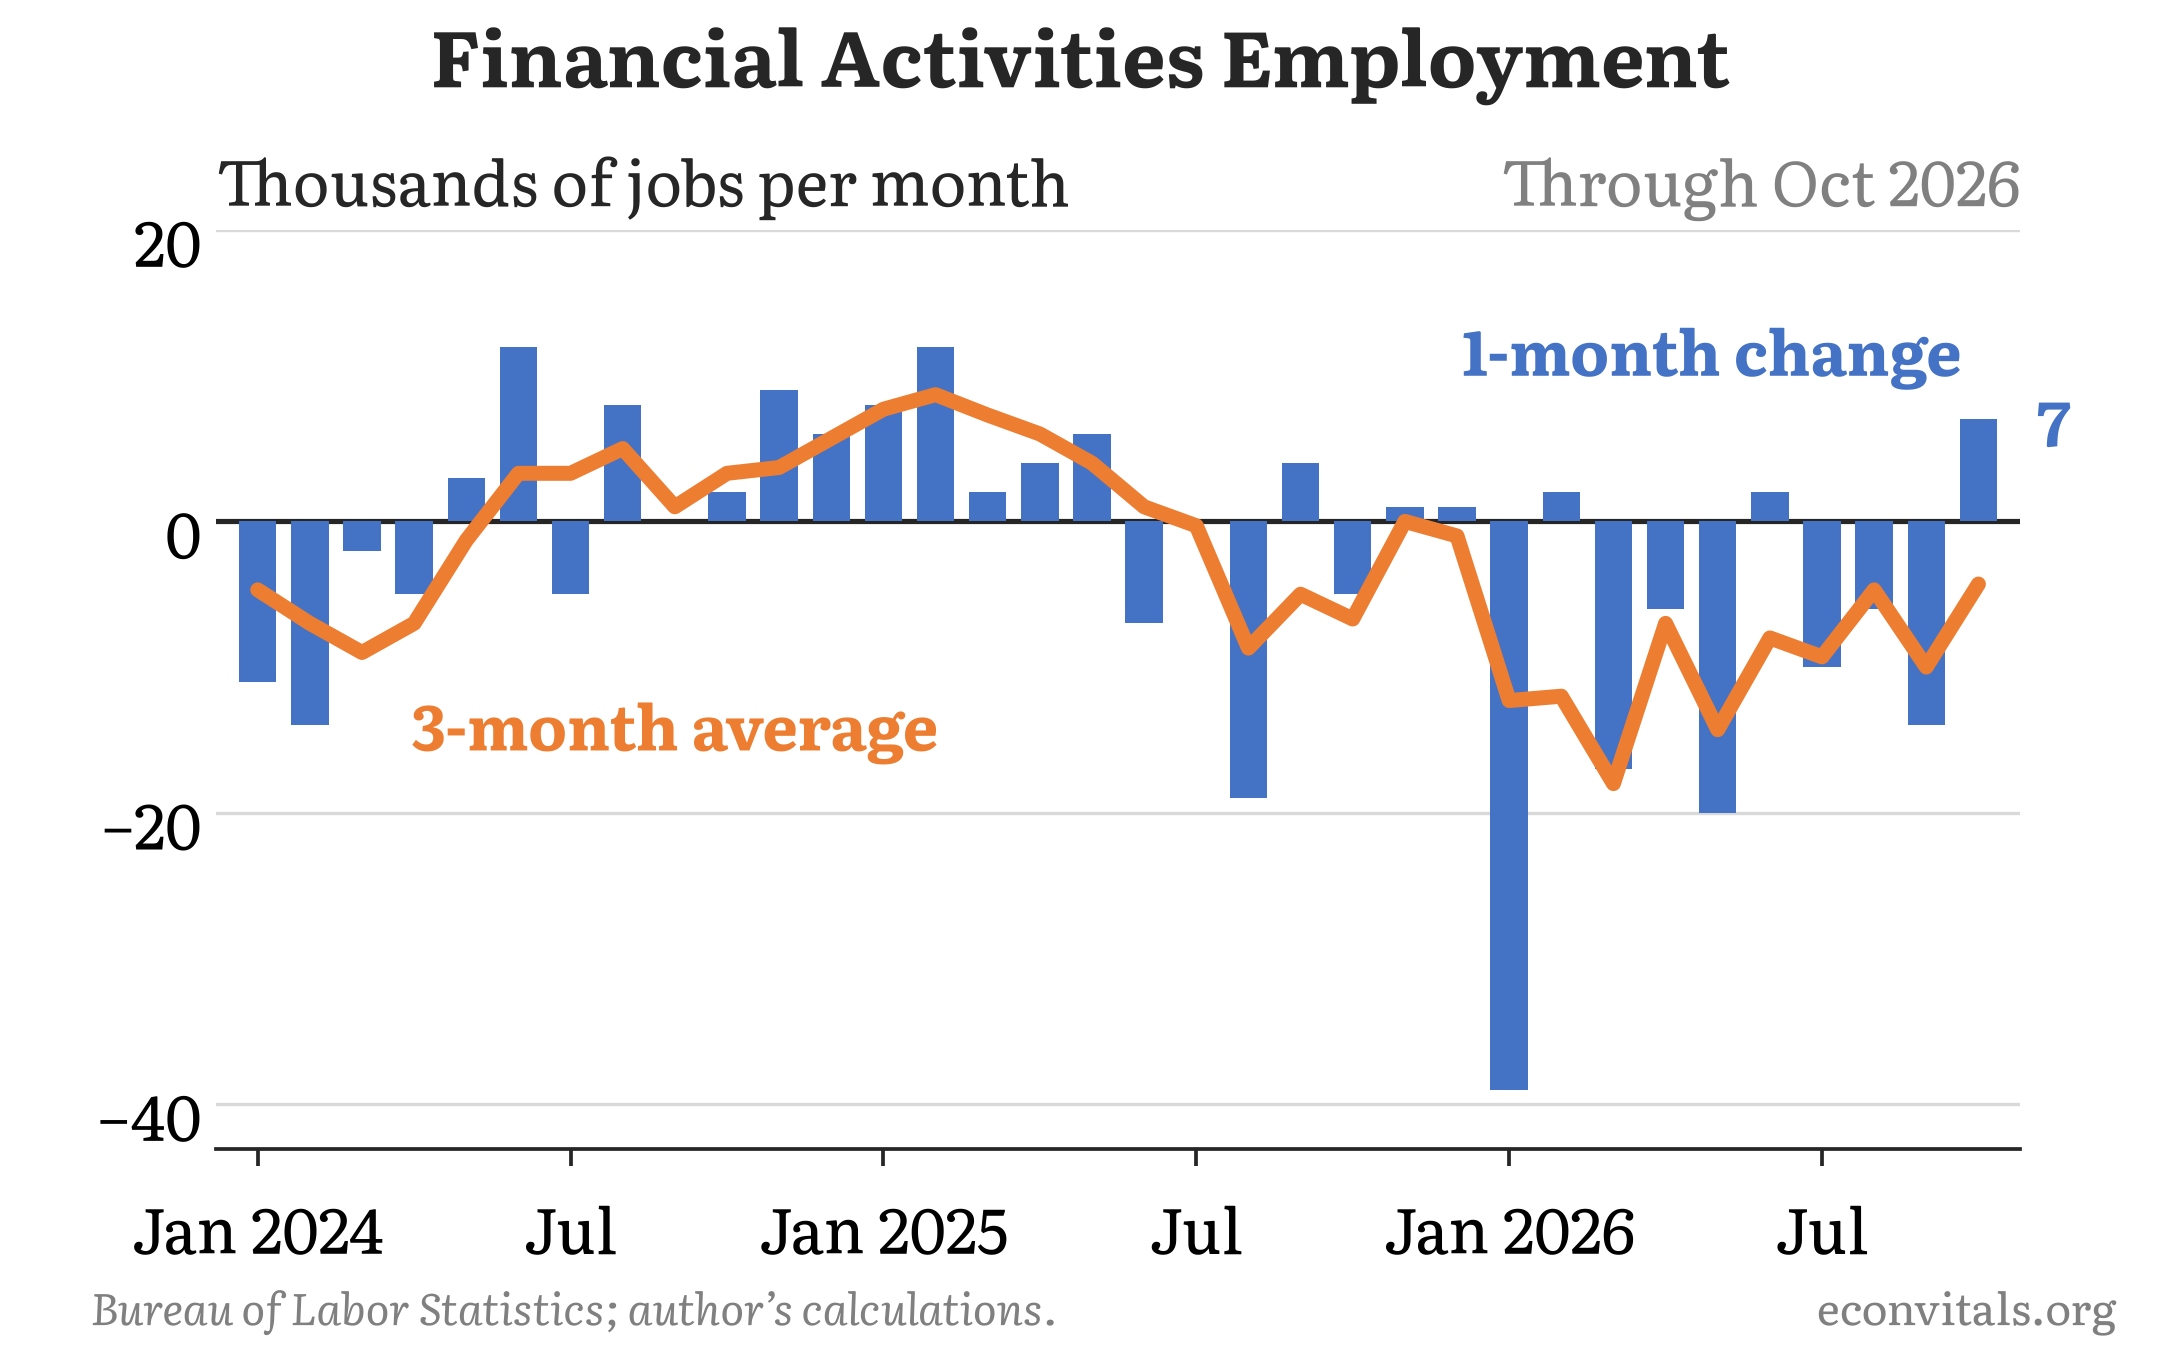 Financial Activities Employment
Thousands of jobs per month
Through Oct 2026
20
1-month change
7
0
3-month average
−20
−40
Jan 2024
Jul
Jan 2025
Jul
Jan 2026
Jul
Bureau of Labor Statistics; author’s calculations.
econvitals.org